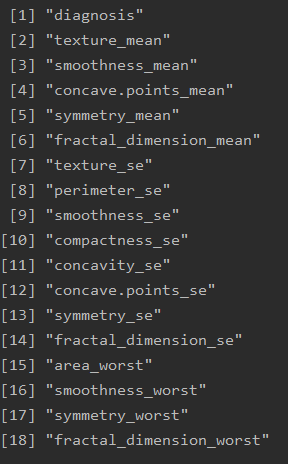 [1] "diagnosis"
[2] "texture_mean"
[3] "smoothness_mean"
[4] "concave.points_mean"
[5] "symmetry_mean"
[6] "fractal_dimension_mean"
[7] "texture_se"
[8] "perimeter_se"
[9] "smoothness_se"
[10] "compactness_se"
[11] "concavity_se"
[12] "concave.points_se"
[13] "symmetry_se"
[14] "fractal_dimension_se"
[15] "area_worst"
[16] "smoothness_worst"
[17] "symmetry_worst"
[18] "fractal_dimension_worst"